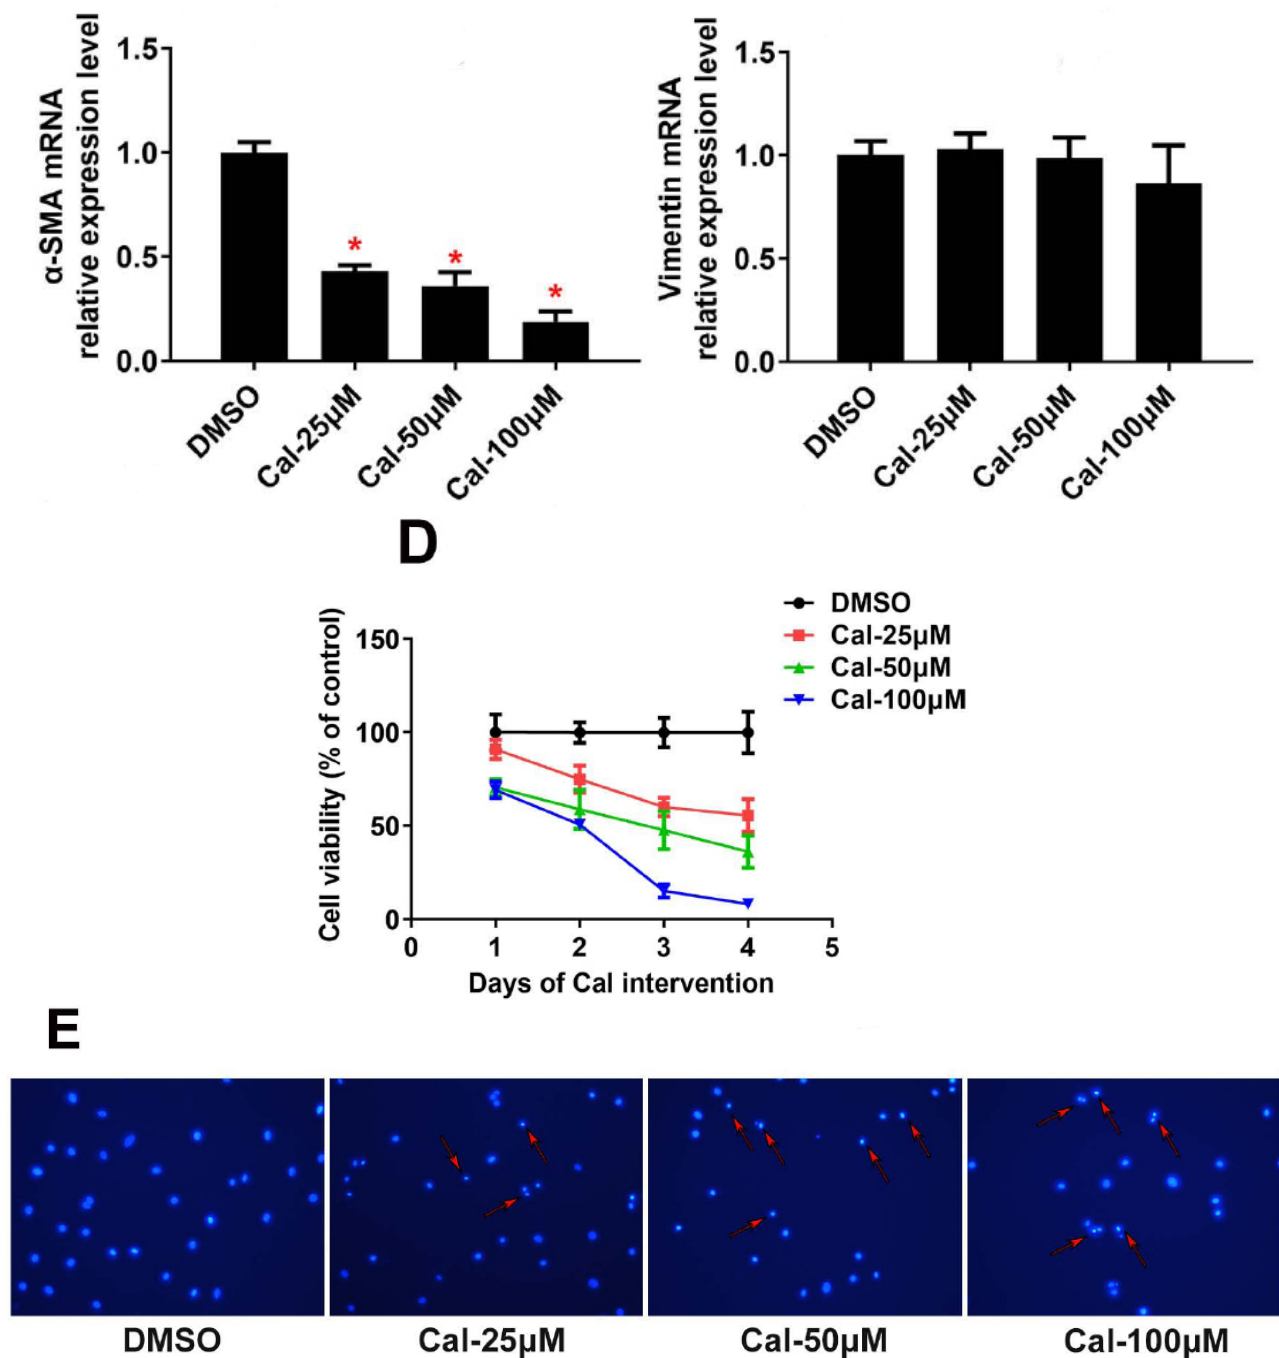 α-SMA mRNA
relative expression level
1.5
1.0
0.5
0.0
*
*
*
DMSO
Cal-25µM
Cal-50µM
Cal-100µM
Vimentin mRNA
relative expression level
1.5
1.0
0.5
0.0
DMSO
Cal-25µM
Cal-50µM
Cal-100µM
D
DMSO
Cal-25µM
Cal-50µM
Cal-100µM
Cell viability (% of control)
150
100
50
0
0 1 2 3 4 5
Days of Cal intervention
E
DMSO Cal-25µM Cal-50µM Cal-100µM